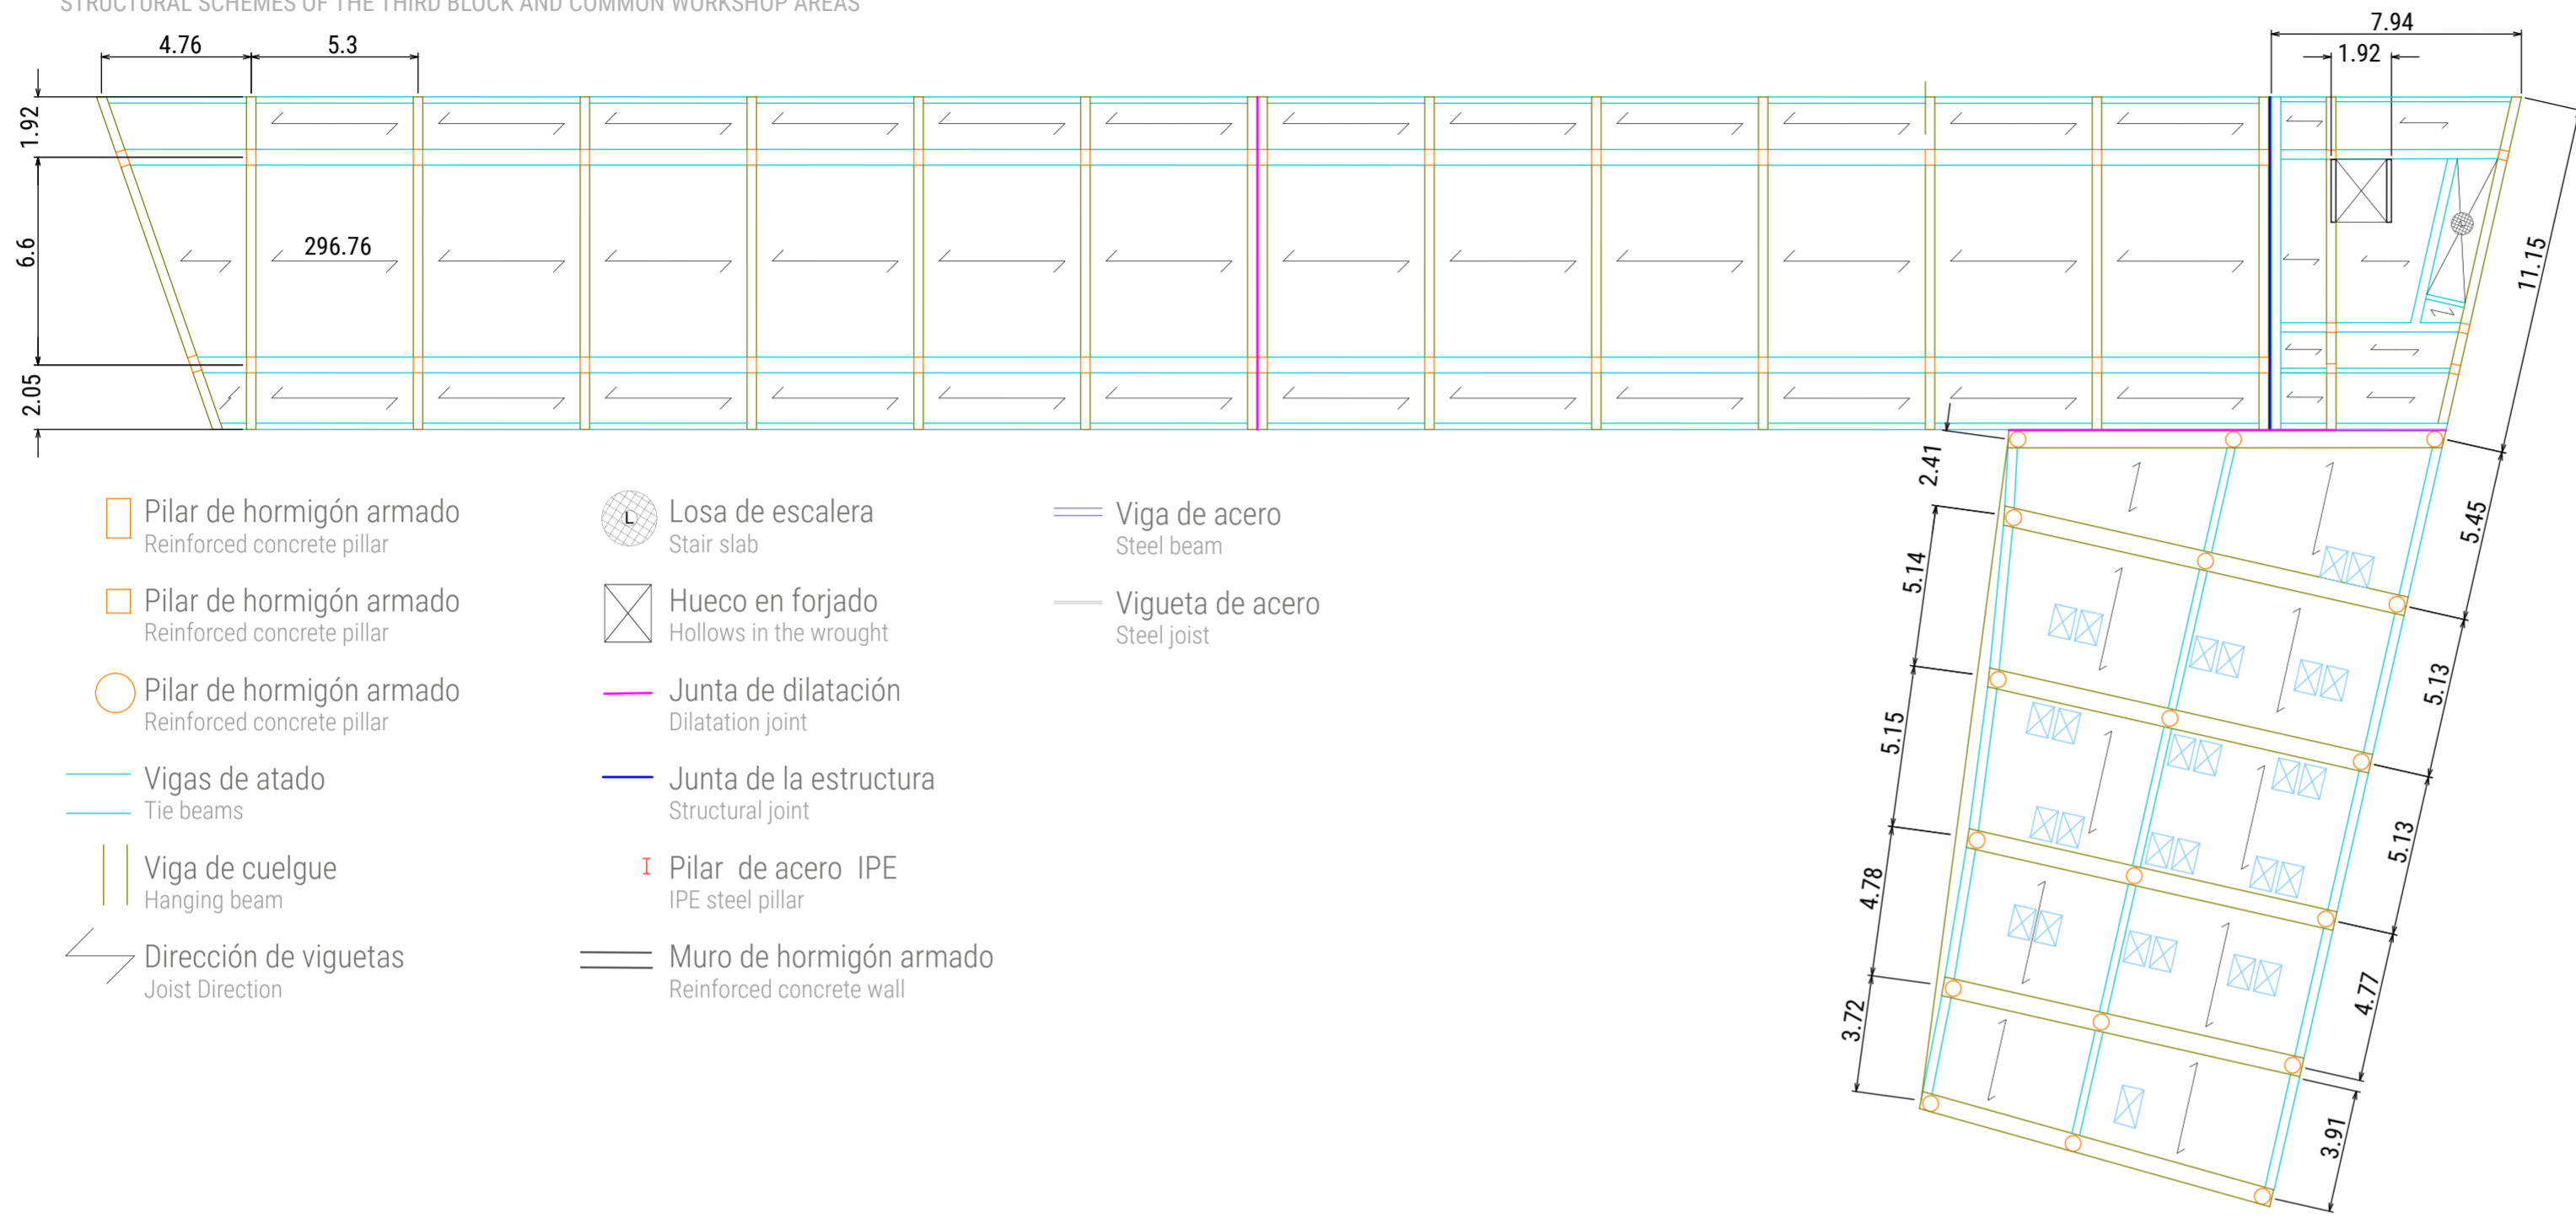 STRUCTURAL SCHEMES OF THE THIRD BLOCK AND COMMON WORKSHOP AREAS
4.76
5.3
7.94
1.92
1.92
6.6
2.05
296.76
11.15
2.41
5.14
5.15
4.78
3.72
5.45
5.13
5.13
4.77
3.91
Pilar de hormigón armado
Reinforced concrete pillar
Pilar de hormigón armado
Reinforced concrete pillar
Pilar de hormigón armado
Reinforced concrete pillar
Vigas de atado
Tie beams
Viga de cuelgue
Hanging beam
Dirección de viguetas
Joist Direction
L
Losa de escalera
Stair slab
Hueco en forjado
Hollows in the wrought
Junta de dilatación
Dilatation joint
Junta de la estructura
Structural joint
Pilar de acero IPE
IPE steel pillar
Muro de hormigón armado
Reinforced concrete wall
Viga de acero
Steel beam
Vigueta de acero
Steel joist